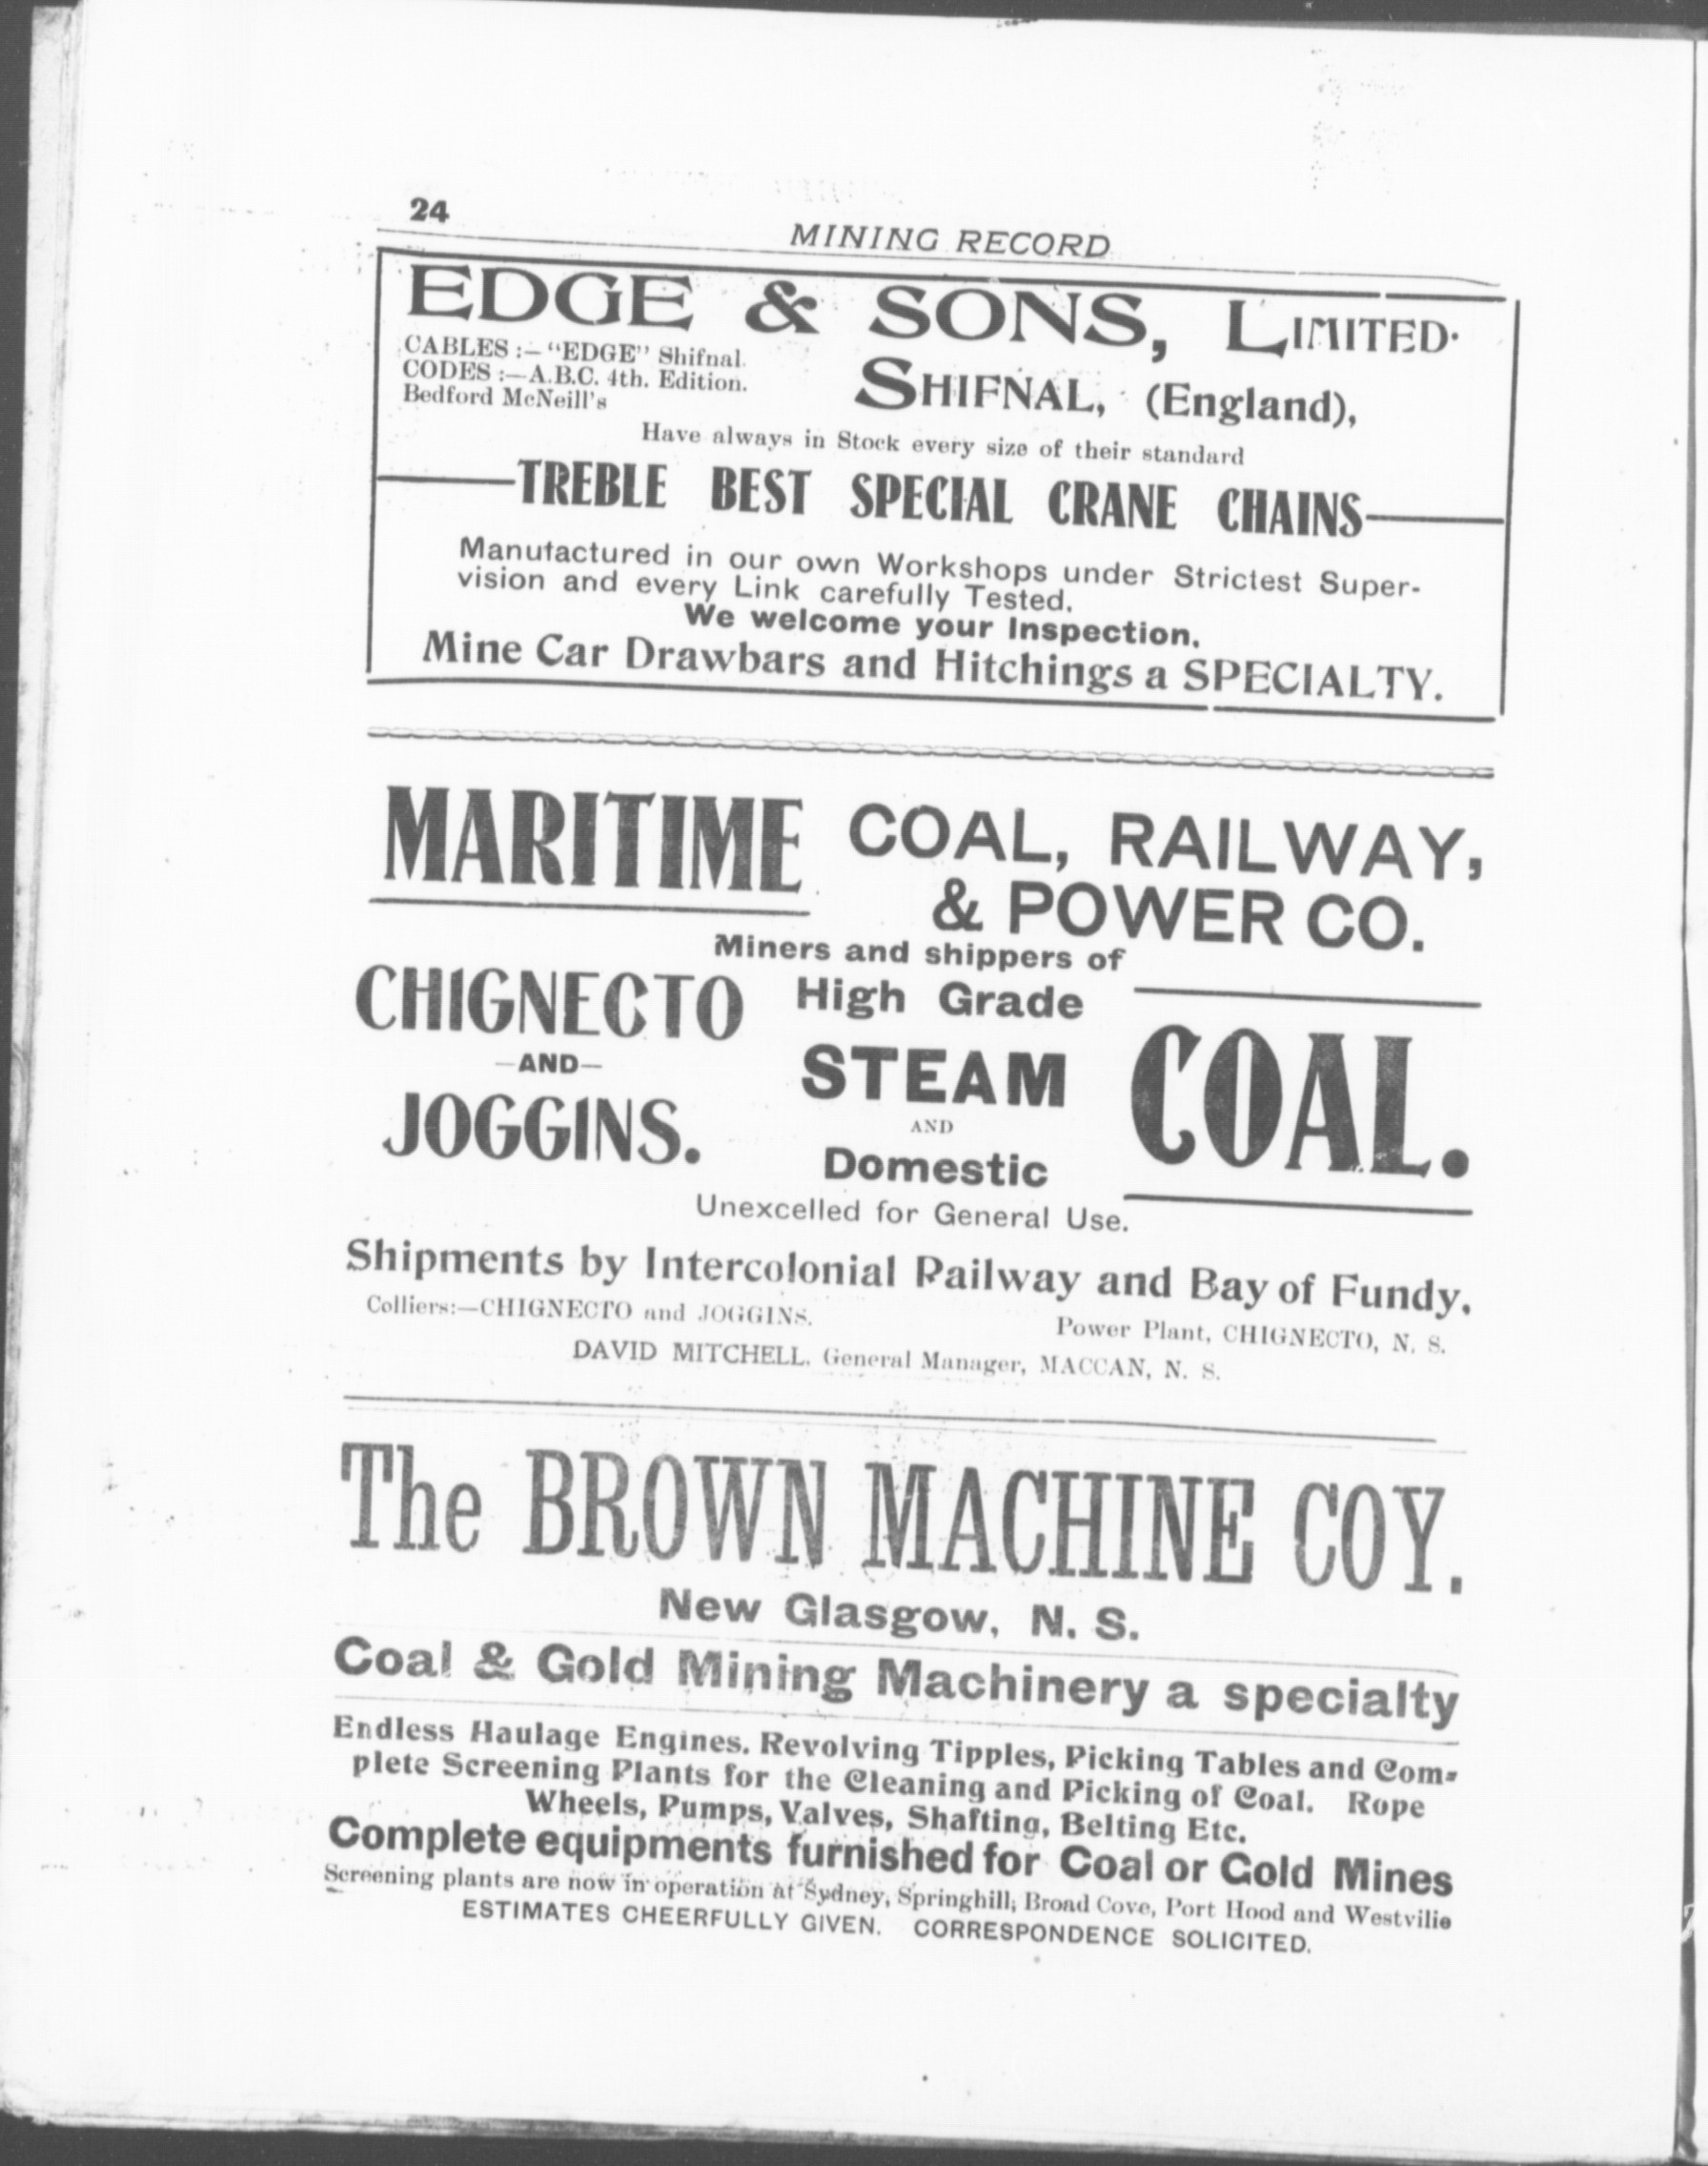 24
MINING RECORD
EDGE & SONS, LIMITED.
CABLES :— "EDGE" Shifnal.
CODES :—A.B.C. 4th. Edition.
Bedford McNeill's
SHIFNAL, (England),
Have always in Stock every size of their standard
TREBLE BEST SPECIAL CRANE CHAINS
Manufactured in our own Workshops under Strictest Super-
vision and every Link carefully Tested.
We welcome your Inspection.
Mine Car Drawbars and Hitchings a SPECIALTY.
MARITIME COAL, RAILWAY,
& POWER CO.
Miners and shippers of
CHIGNECTO
—AND—
JOGGINS.
High Grade
STEAM
AND
Domestic
COAL.
Unexcelled for General Use.
Shipments by Intercolonial Railway and Bay of Fundy.
Colliers:—CHIGNECTO and JOGGINS.
Power Plant, CHIGNECTO, N. S.
DAVID MITCHELL. General Manager, MACCAN, N. S.
The BROWN MACHINE COY.
New Glasgow, N. S.
Coal & Gold Mining Machinery a specialty
Endless Haulage Engines. Revolving Tipples, Picking Tables and Com-
plete Screening Plants for the Cleaning and Picking of Coal. Rope
Wheels, Pumps, Valves, Shafting, Belting Etc.
Complete equipments furnished for Coal or Gold Mines
Screening plants are now in operation at Sydney, Springhill, Broad Cove, Port Hood and Westville
ESTIMATES CHEERFULLY GIVEN. CORRESPONDENCE SOLICITED.